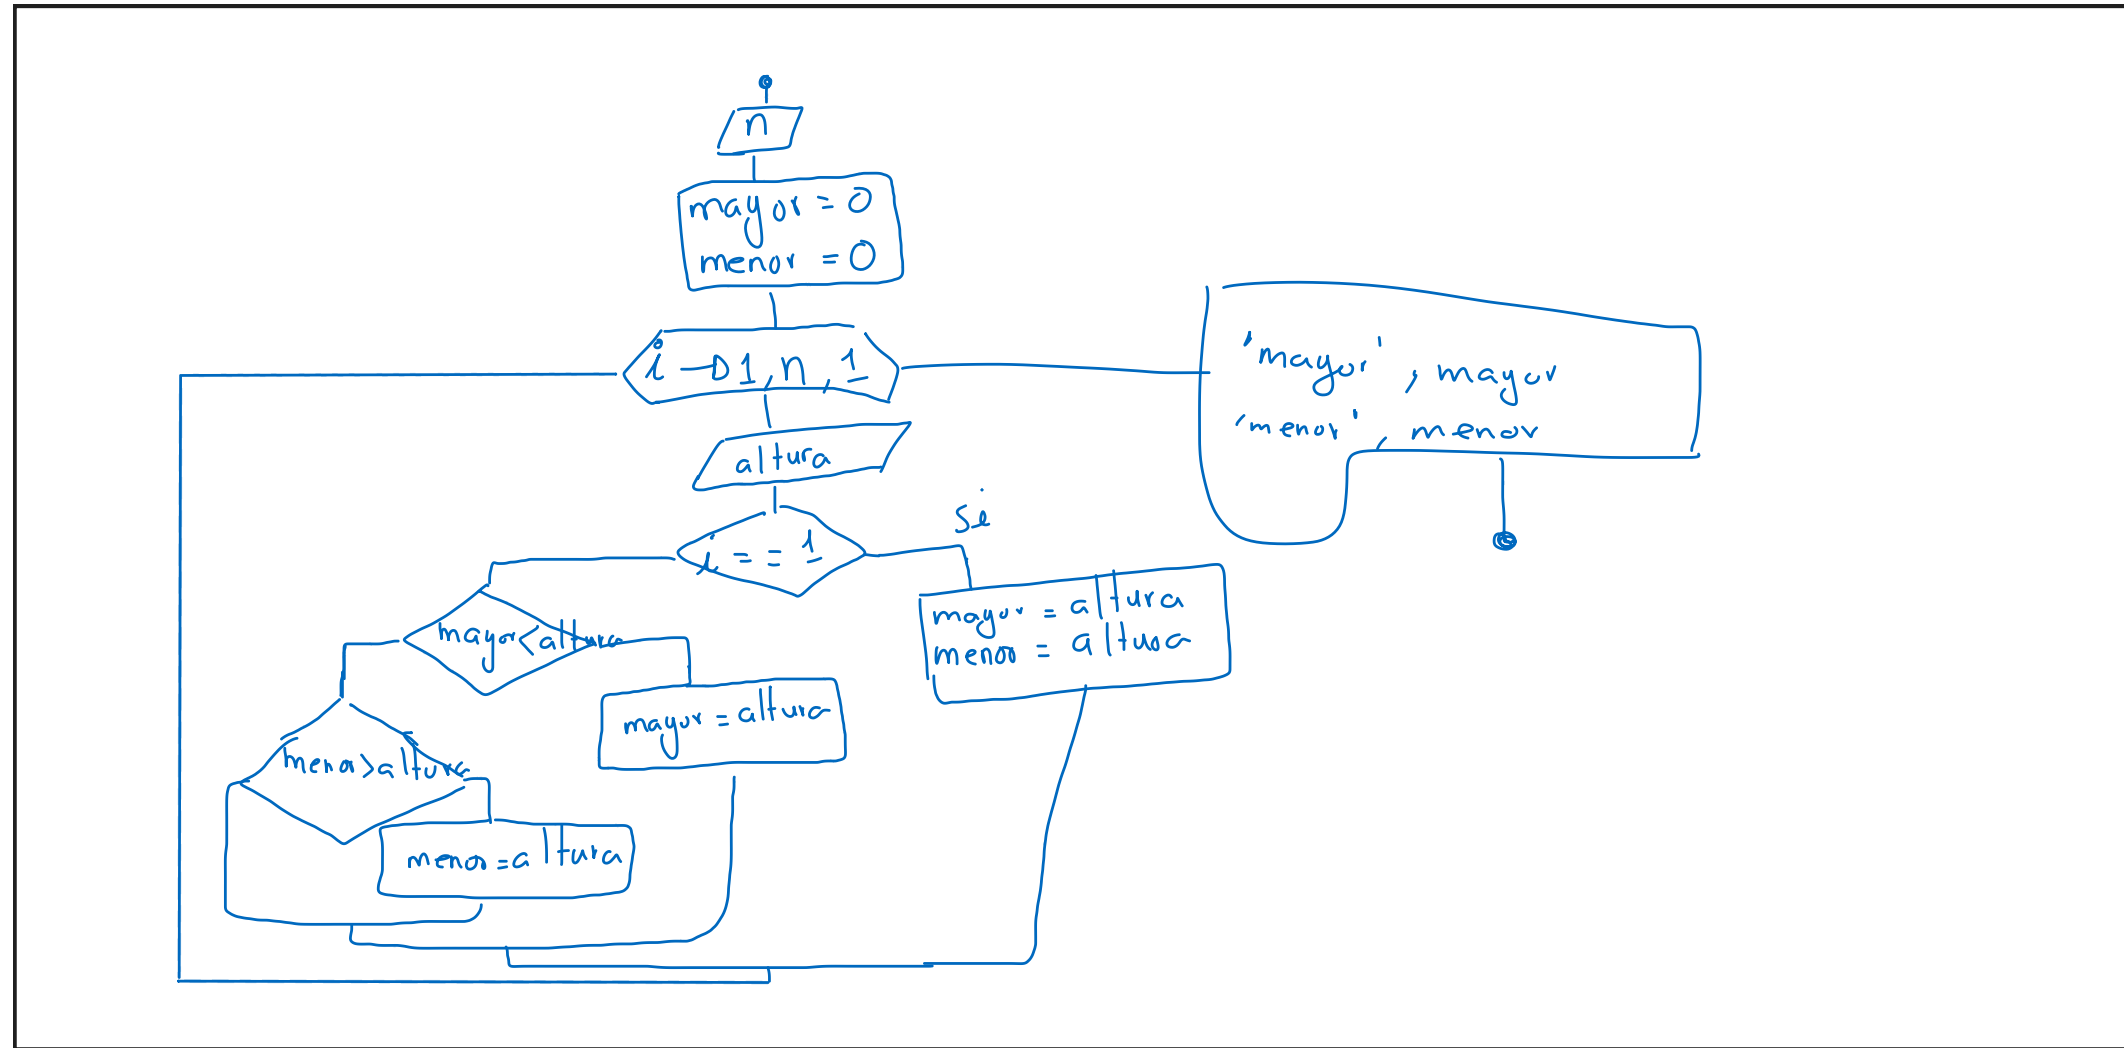 n
mayor = 0
menor = 0
i → 1, n, 1
altura
i == 1
si
mayor = altura
menor = altura
mayor < altura
mayor = altura
menor > altura
menor = altura
'mayor', mayor
'menor', menor